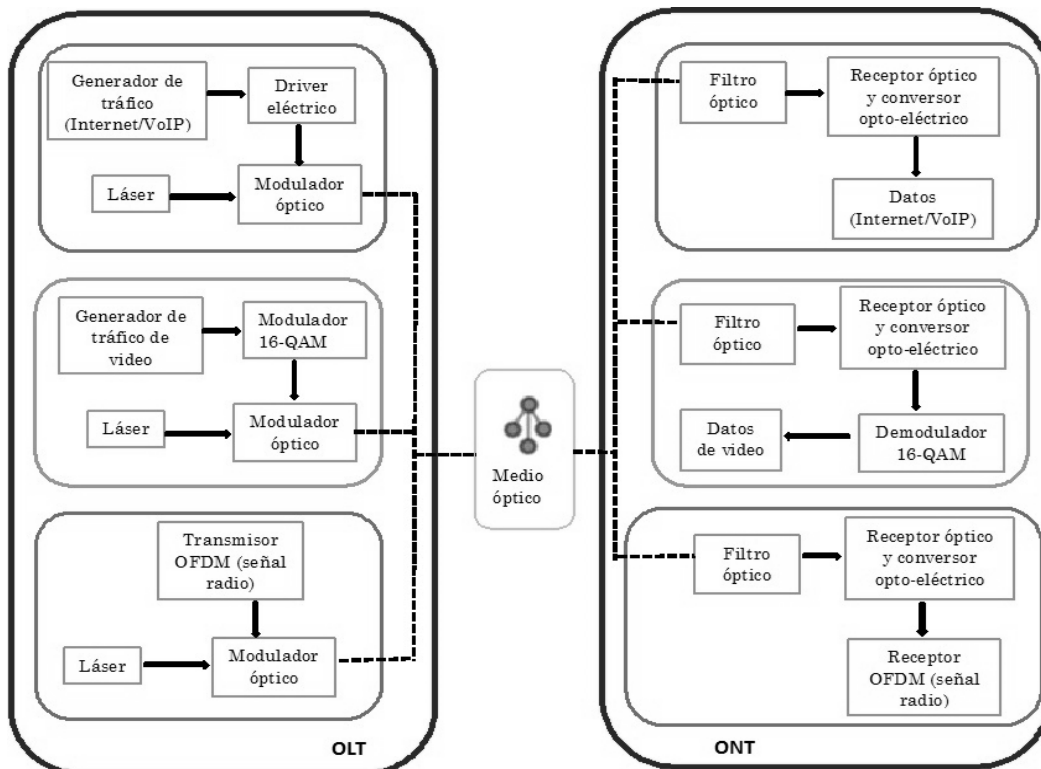 Generador de
tráfico
(Internet/VoIP)
Driver
eléctrico
Láser
Modulador
óptico
Generador de
tráfico de
video
Modulador
16-QAM
Láser
Modulador
óptico
Transmisor
OFDM (señal
radio)
Láser
Modulador
óptico
OLT
Medio
óptico
Filtro
óptico
Receptor óptico
y conversor
opto-eléctrico
Datos
(Internet/VoIP)
Filtro
óptico
Receptor óptico
y conversor
opto-eléctrico
Datos
de video
Demodulador
16-QAM
Filtro
óptico
Receptor óptico
y conversor
opto-eléctrico
Receptor
OFDM (señal
radio)
ONT